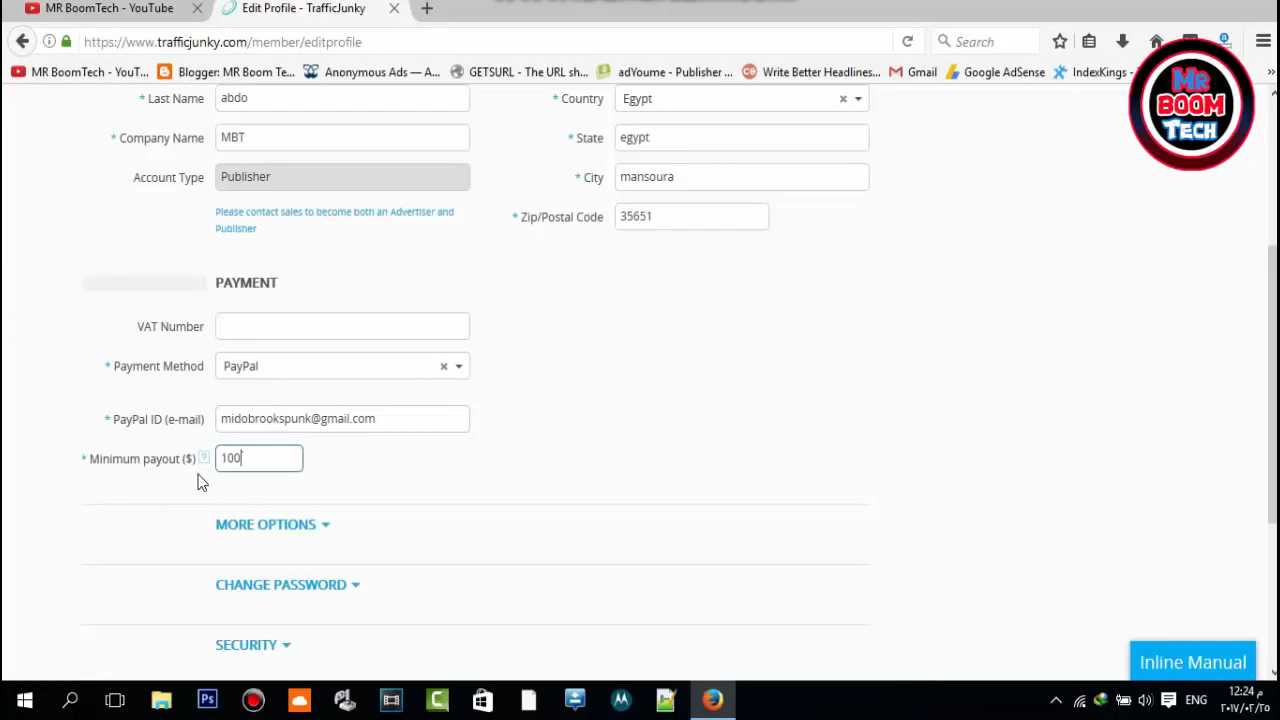 MR BoomTech - YouTube
Edit Profile - TrafficJunky
https://www.trafficjunky.com/member/editprofile
Search
MR BoomTech - YouT...
Blogger: MR Boom Te...
Anonymous Ads — A...
GETSURL - The URL sh...
adYoume - Publisher ...
Write Better Headlines...
Gmail
Google AdSense
IndexKings -
»
MR
BOOM
TECH
* Last Name
abdo
* Country
Egypt
* Company Name
MBT
* State
egypt
Account Type
Publisher
* City
mansoura
Please contact sales to become both an Advertiser and
Publisher
* Zip/Postal Code
35651
PAYMENT
VAT Number
* Payment Method
PayPal
* PayPal ID (e-mail)
midobrookspunk@gmail.com
* Minimum payout ($) ?
100
MORE OPTIONS
CHANGE PASSWORD
SECURITY
Inline Manual
Ps
ENG
12:24 م
٢٠١٧/٠٢/٢٥